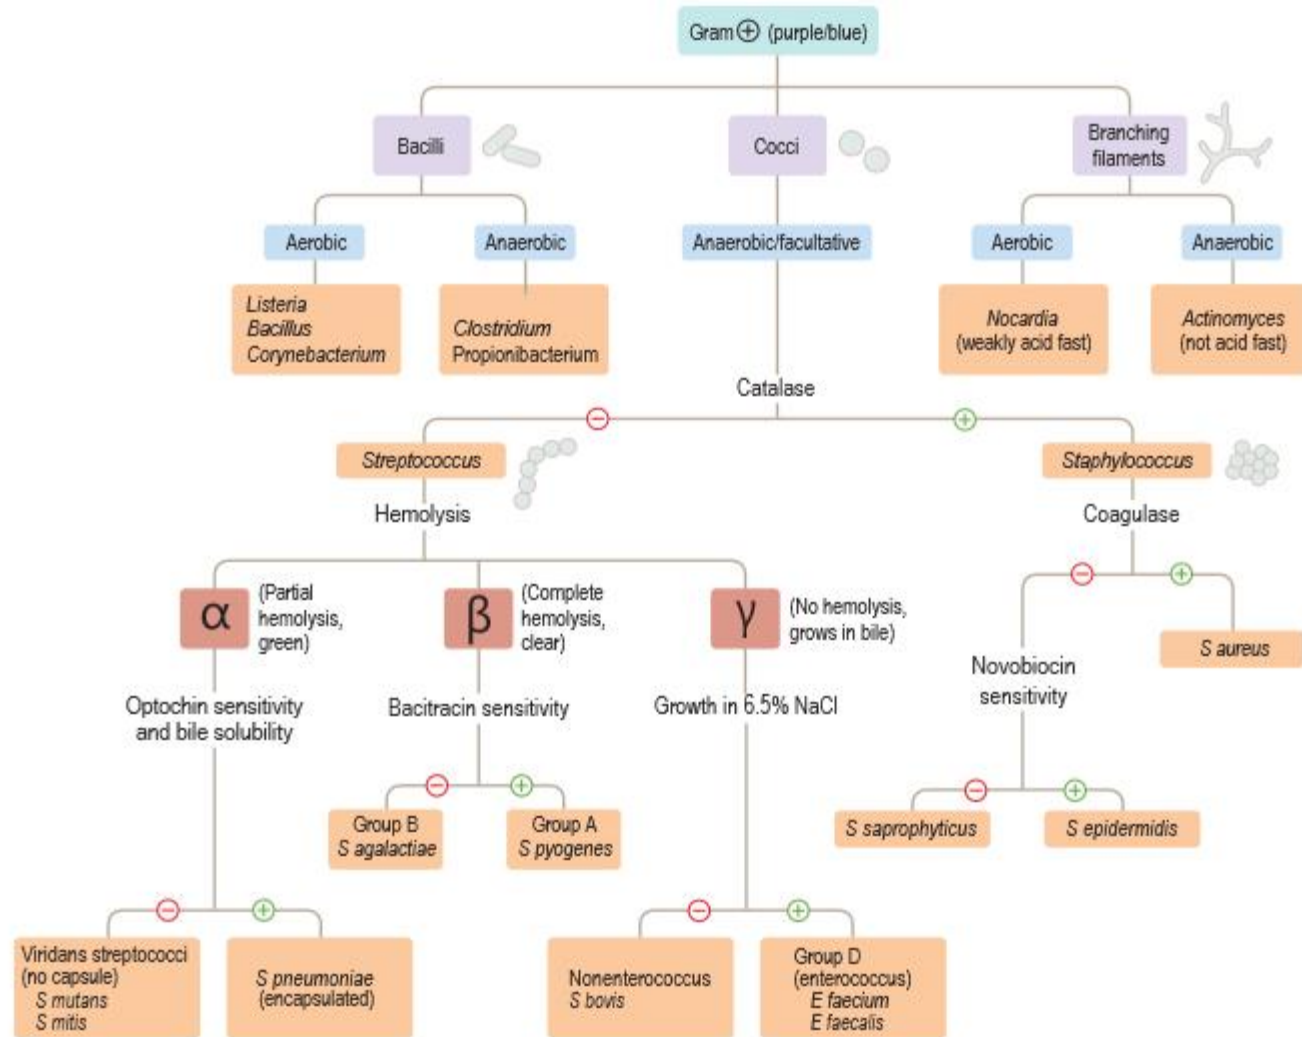 Gram ⊕ (purple/blue)
Bacilli
Cocci
Branching
filaments
Aerobic
Anaerobic
Anaerobic/facultative
Aerobic
Anaerobic
Listeria
Bacillus
Corynebacterium
Clostridium
Propionibacterium
Nocardia
(weakly acid fast)
Actinomyces
(not acid fast)
Catalase
−
+
Streptococcus
Staphylococcus
Hemolysis
Coagulase
−
+
α
(Partial
hemolysis,
green)
β
(Complete
hemolysis,
clear)
γ
(No hemolysis,
grows in bile)
S aureus
Novobiocin
sensitivity
Optochin sensitivity
and bile solubility
Bacitracin sensitivity
Growth in 6.5% NaCl
−
+
−
+
Group B
S agalactiae
Group A
S pyogenes
S saprophyticus
S epidermidis
−
+
−
+
Viridans streptococci
(no capsule)
S mutans
S mitis
S pneumoniae
(encapsulated)
Nonenterococcus
S bovis
Group D
(enterococcus)
E faecium
E faecalis